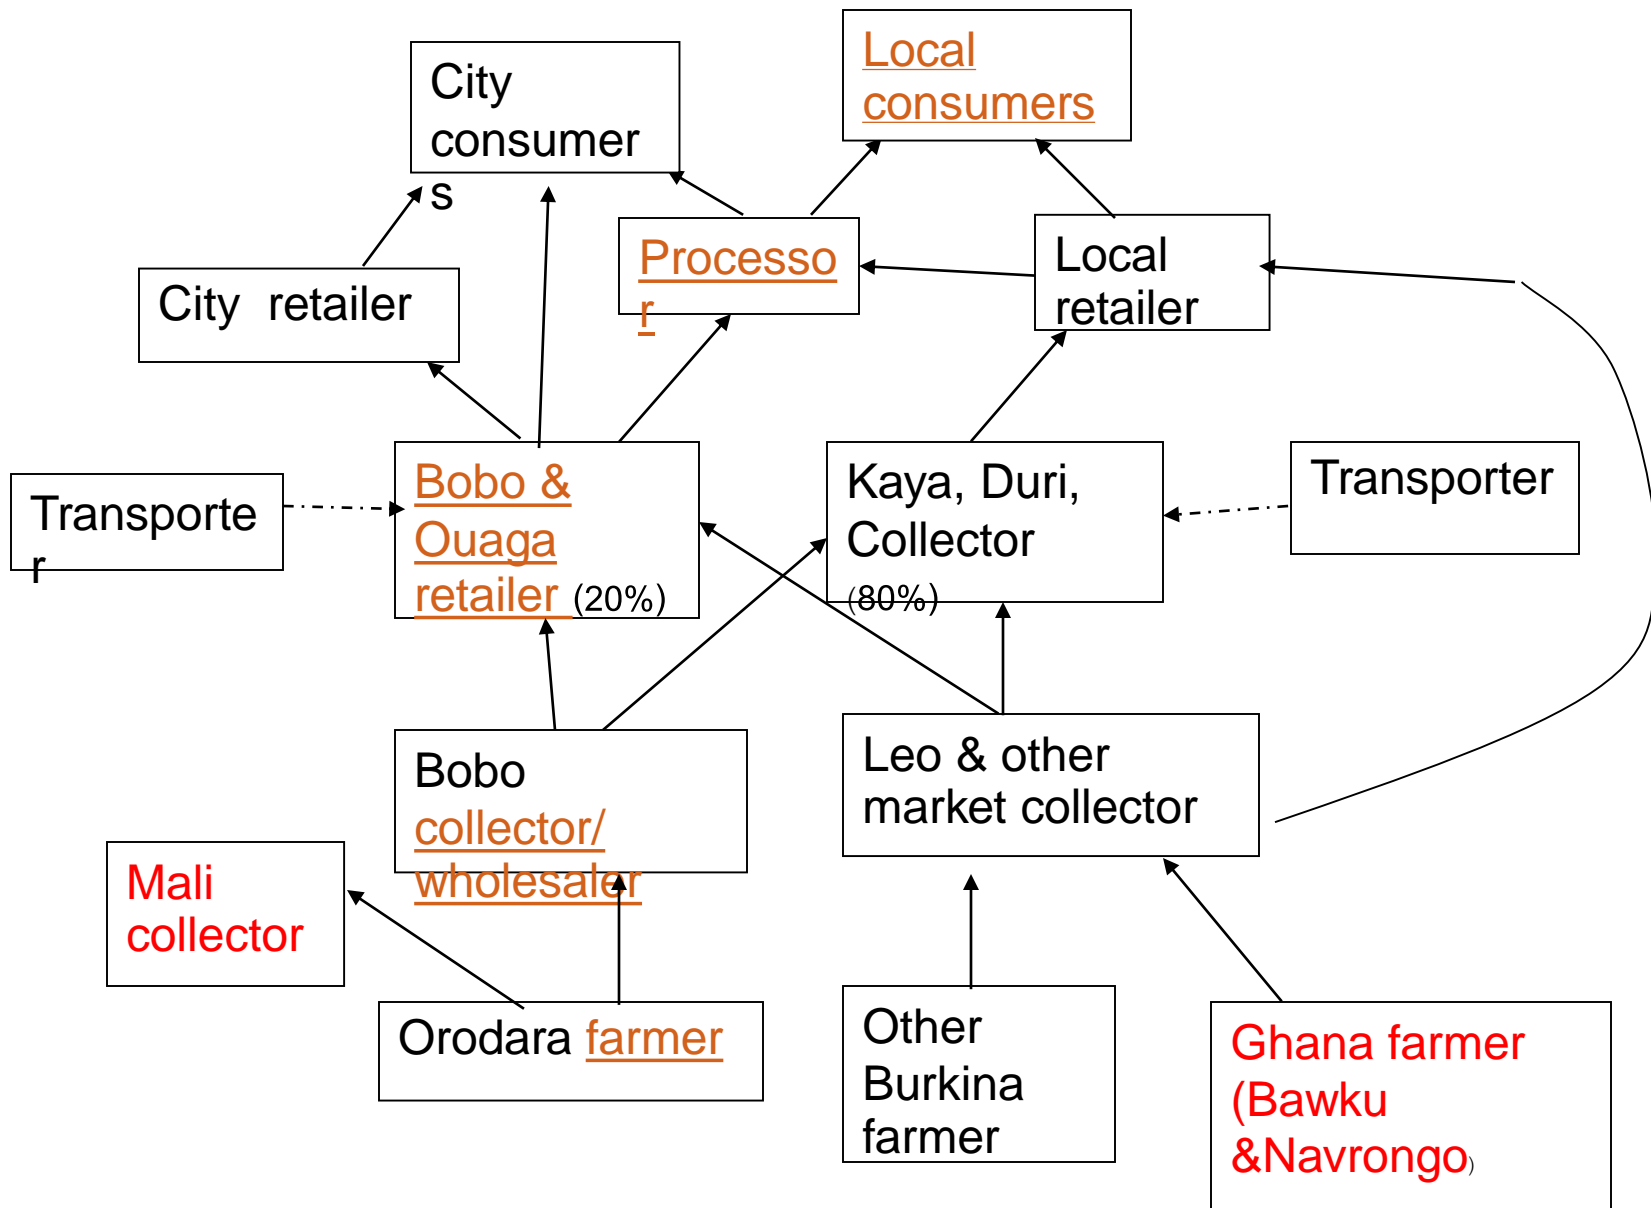 City
consumer
s
Local
consumers
Processo
r
Local
retailer
City  retailer
Transporte
r
Bobo &
Ouaga
retailer (20%)
Kaya, Duri,
Collector
(80%)
Transporter
Bobo
collector/
wholesaler
Leo & other
market collector
Mali
collector
Orodara farmer
Other
Burkina
farmer
Ghana farmer
(Bawku
&Navrongo)